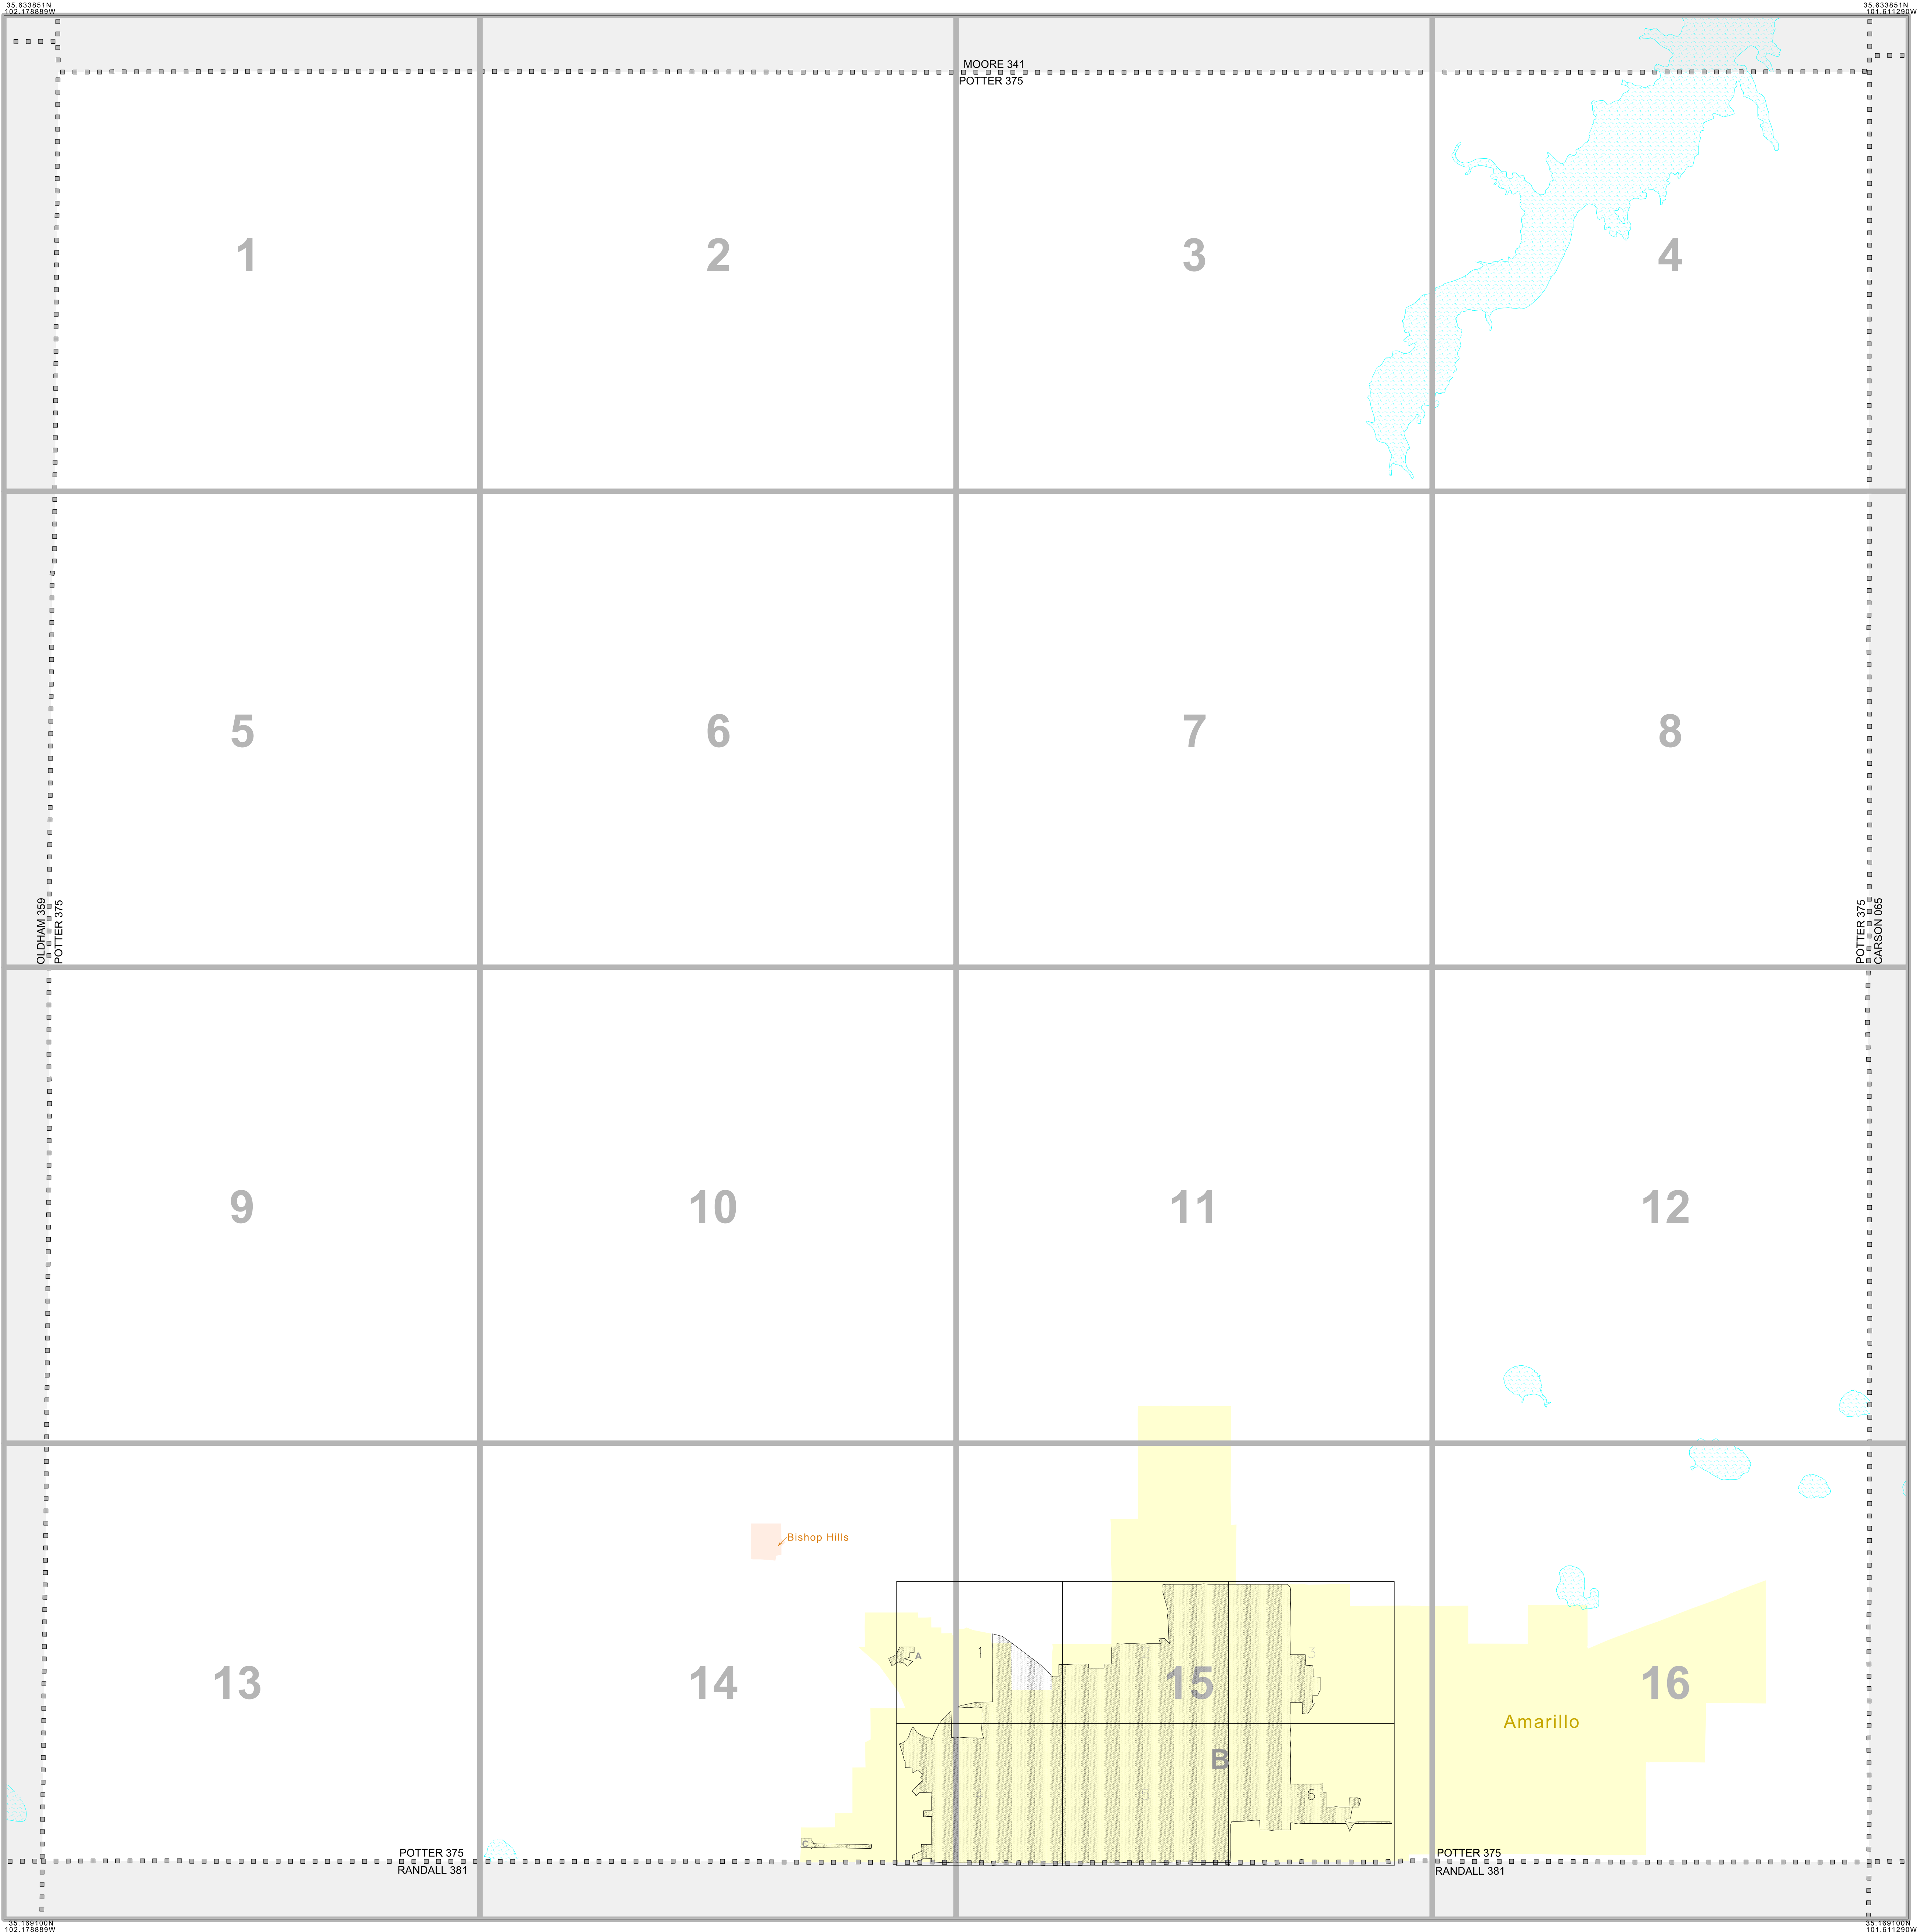 35.633851N
102.178889W
35.633851N
101.611290W
MOORE 341
POTTER 375
1
2
3
4
5
6
7
8
OLDHAM 359
POTTER 375
POTTER 375
CARSON 065
9
10
11
12
Bishop Hills
1
2
3
A
13
14
15
16
Amarillo
B
4
5
6
C
POTTER 375
RANDALL 381
POTTER 375
RANDALL 381
35.169100N
102.178889W
35.169100N
101.611290W